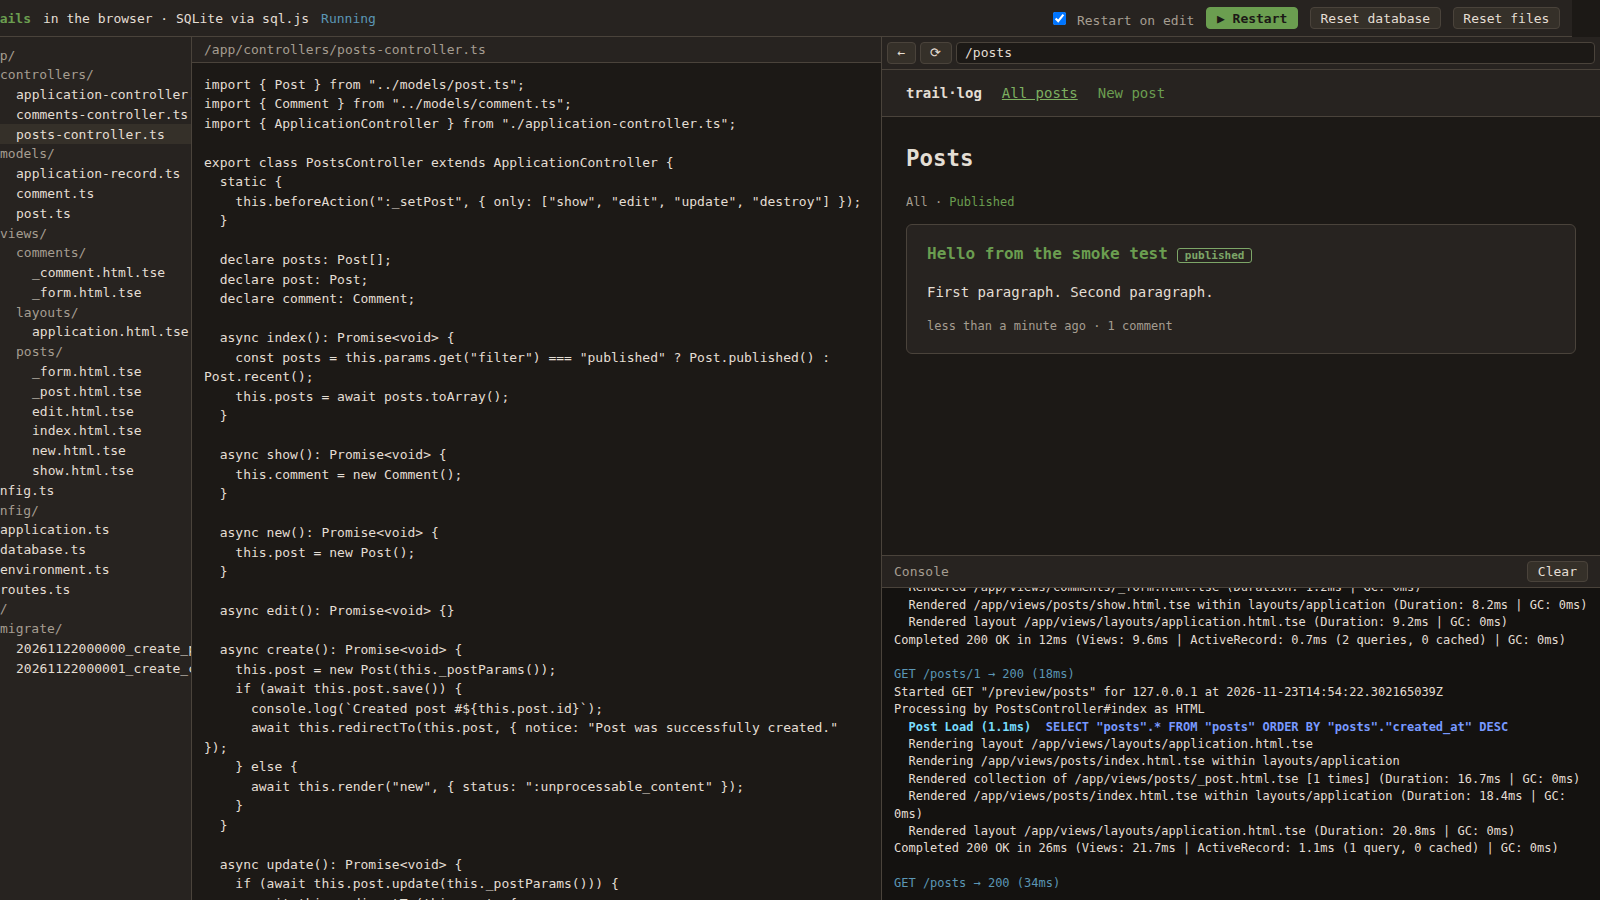 ails in the browser · SQLite via sql.js Running
Restart on edit ▶ Restart Reset database Reset files
p/
controllers/
application-controller
comments-controller.ts
posts-controller.ts
models/
application-record.ts
comment.ts
post.ts
views/
comments/
_comment.html.tse
_form.html.tse
layouts/
application.html.tse
posts/
_form.html.tse
_post.html.tse
edit.html.tse
index.html.tse
new.html.tse
show.html.tse
nfig.ts
nfig/
application.ts
database.ts
environment.ts
routes.ts
/
migrate/
20261122000000_create_p
20261122000001_create_c
/app/controllers/posts-controller.ts
import { Post } from "../models/post.ts";
import { Comment } from "../models/comment.ts";
import { ApplicationController } from "./application-controller.ts";
export class PostsController extends ApplicationController {
static {
this.beforeAction(":_setPost", { only: ["show", "edit", "update", "destroy"] });
}
declare posts: Post[];
declare post: Post;
declare comment: Comment;
async index(): Promise<void> {
const posts = this.params.get("filter") === "published" ? Post.published() :
Post.recent();
this.posts = await posts.toArray();
}
async show(): Promise<void> {
this.comment = new Comment();
}
async new(): Promise<void> {
this.post = new Post();
}
async edit(): Promise<void> {}
async create(): Promise<void> {
this.post = new Post(this._postParams());
if (await this.post.save()) {
console.log(`Created post #${this.post.id}`);
await this.redirectTo(this.post, { notice: "Post was successfully created."
});
} else {
await this.render("new", { status: ":unprocessable_content" });
}
}
async update(): Promise<void> {
if (await this.post.update(this._postParams())) {
← ⟳ /posts
trail·log All posts New post
Posts
All · Published
Hello from the smoke test published
First paragraph. Second paragraph.
less than a minute ago · 1 comment
Console Clear
Rendered /app/views/comments/_form.html.tse (Duration: 1.2ms | GC: 0ms)
Rendered /app/views/posts/show.html.tse within layouts/application (Duration: 8.2ms | GC: 0ms)
Rendered layout /app/views/layouts/application.html.tse (Duration: 9.2ms | GC: 0ms)
Completed 200 OK in 12ms (Views: 9.6ms | ActiveRecord: 0.7ms (2 queries, 0 cached) | GC: 0ms)
GET /posts/1 → 200 (18ms)
Started GET "/preview/posts" for 127.0.0.1 at 2026-11-23T14:54:22.302165039Z
Processing by PostsController#index as HTML
Post Load (1.1ms) SELECT "posts".* FROM "posts" ORDER BY "posts"."created_at" DESC
Rendering layout /app/views/layouts/application.html.tse
Rendering /app/views/posts/index.html.tse within layouts/application
Rendered collection of /app/views/posts/_post.html.tse [1 times] (Duration: 16.7ms | GC: 0ms)
Rendered /app/views/posts/index.html.tse within layouts/application (Duration: 18.4ms | GC:
0ms)
Rendered layout /app/views/layouts/application.html.tse (Duration: 20.8ms | GC: 0ms)
Completed 200 OK in 26ms (Views: 21.7ms | ActiveRecord: 1.1ms (1 query, 0 cached) | GC: 0ms)
GET /posts → 200 (34ms)